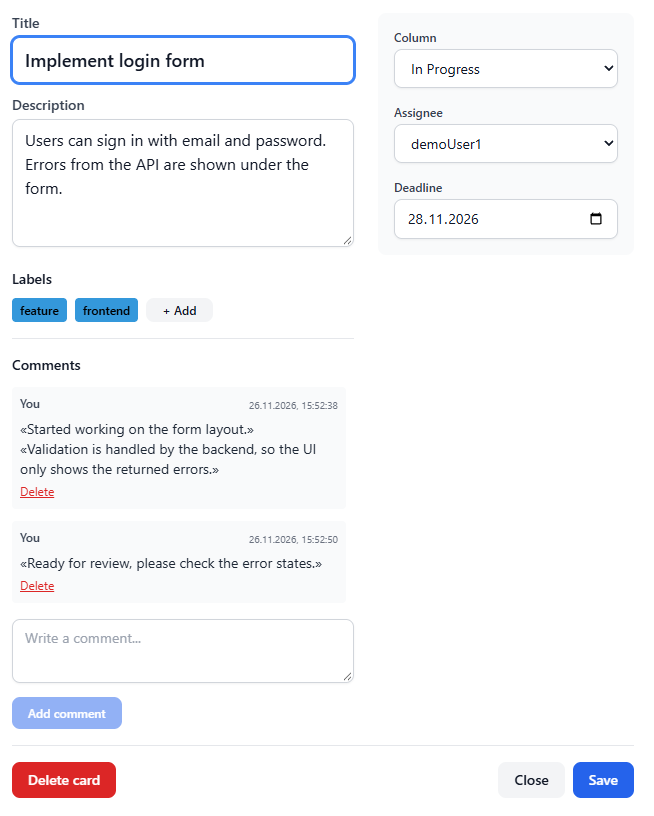 Title
Implement login form
Description
Users can sign in with email and password.
Errors from the API are shown under the
form.
Labels
feature
frontend
+ Add
Comments
You
26.11.2026, 15:52:38
«Started working on the form layout.»
«Validation is handled by the backend, so the UI
only shows the returned errors.»
Delete
You
26.11.2026, 15:52:50
«Ready for review, please check the error states.»
Delete
Write a comment...
Add comment
Column
In Progress
Assignee
demoUser1
Deadline
28.11.2026
Delete card
Close
Save